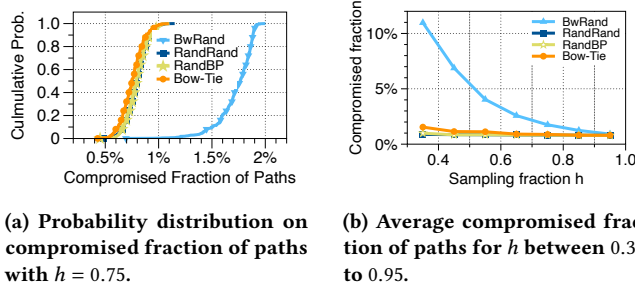 (a)
Culmulative Prob.
1.0
0.8
0.6
0.4
0.2
0
BwRand
RandRand
RandBP
Bow-Tie
0.5% 1% 1.5% 2%
Compromised Fraction of Paths
(a) Probability distribution on
compromised fraction of paths
with h = 0.75.
(b)
Compromised fraction
10%
5%
0%
BwRand
RandRand
RandBP
Bow-Tie
0.4 0.6 0.8 1.0
Sampling fraction h
(b) Average compromised frac
tion of paths for h between 0.3
to 0.95.